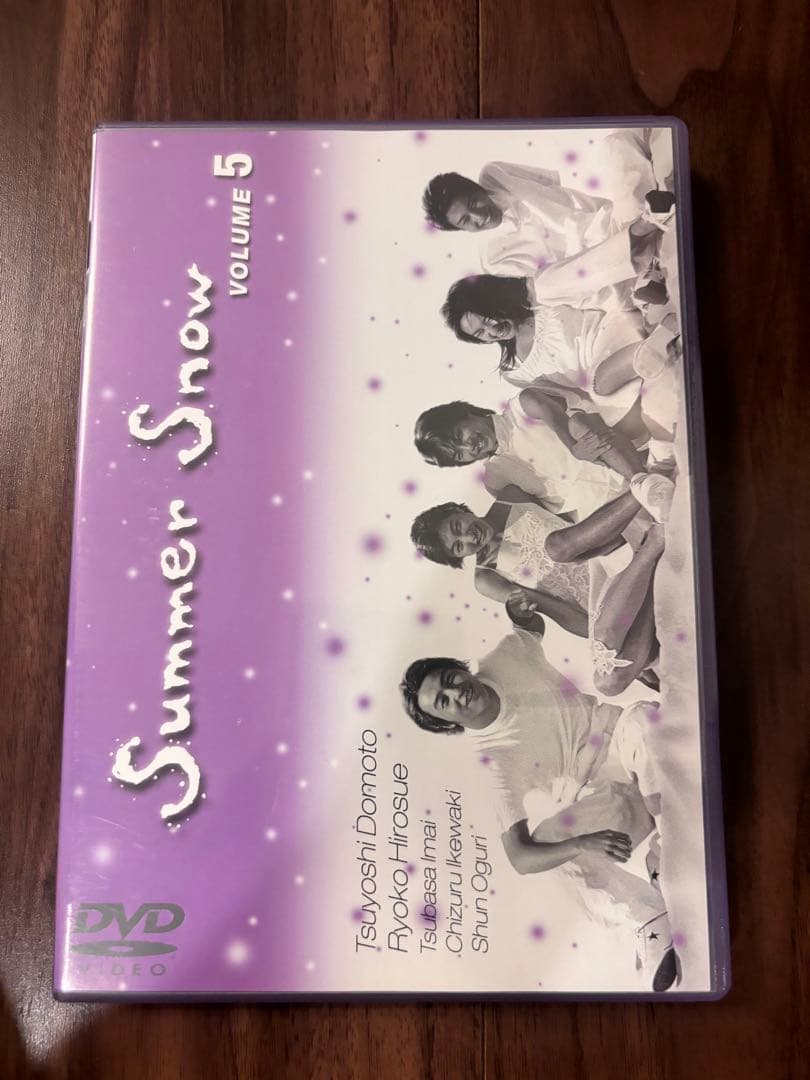 DVD
VIDEO
Summer Snow
VOLUME 5
Tsuyoshi Domoto
Ryoko Hirosue
Tsubasa Imai
Chizuru Ikewaki
Shun Oguri